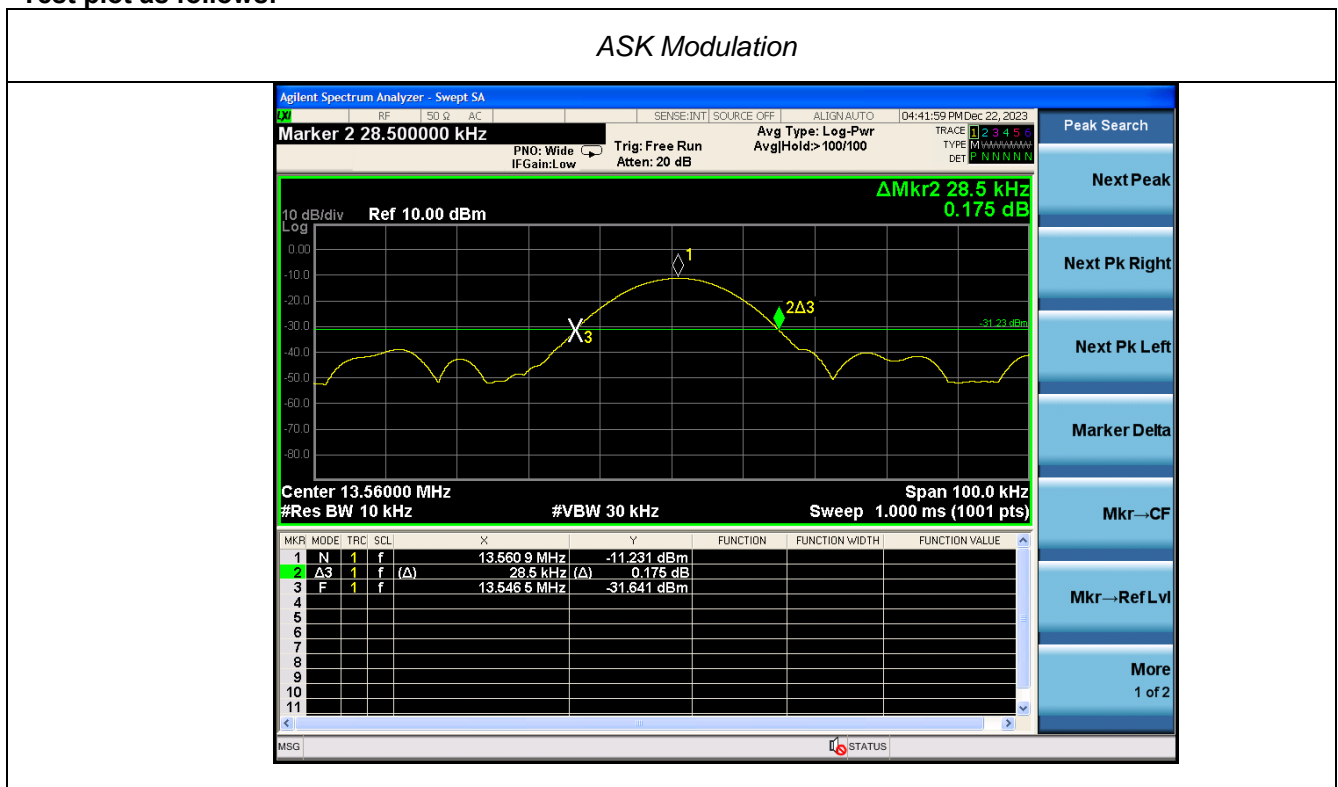 Test plot as follows:
ASK Modulation
Agilent Spectrum Analyzer - Swept SA
LXI RF 50 Ω AC SENSE:INT SOURCE OFF ALIGN AUTO 04:41:59 PM Dec 22, 2023
Marker 2 28.500000 kHz
PNO: Wide
IFGain:Low
Trig: Free Run
Atten: 20 dB
Avg Type: Log-Pwr
Avg|Hold:>100/100
TRACE 1 2 3 4 5 6
TYPE M
DET P N N N N N
Peak Search
Next Peak
Next Pk Right
Next Pk Left
Marker Delta
Mkr→CF
Mkr→Ref Lvl
More
1 of 2
ΔMkr2 28.5 kHz
0.175 dB
10 dB/div Ref 10.00 dBm
Log
0.00
-10.0
-20.0
-30.0
-40.0
-50.0
-60.0
-70.0
-80.0
1
2Δ3
3
-31.23 dBm
Center 13.56000 MHz Span 100.0 kHz
#Res BW 10 kHz #VBW 30 kHz Sweep 1.000 ms (1001 pts)
MKR MODE TRC SCL X Y FUNCTION FUNCTION WIDTH FUNCTION VALUE
1 N 1 f 13.560 9 MHz -11.231 dBm
2 Δ3 1 f (Δ) 28.5 kHz (Δ) 0.175 dB
3 F 1 f 13.546 5 MHz -31.641 dBm
4
5
6
7
8
9
10
11
MSG STATUS